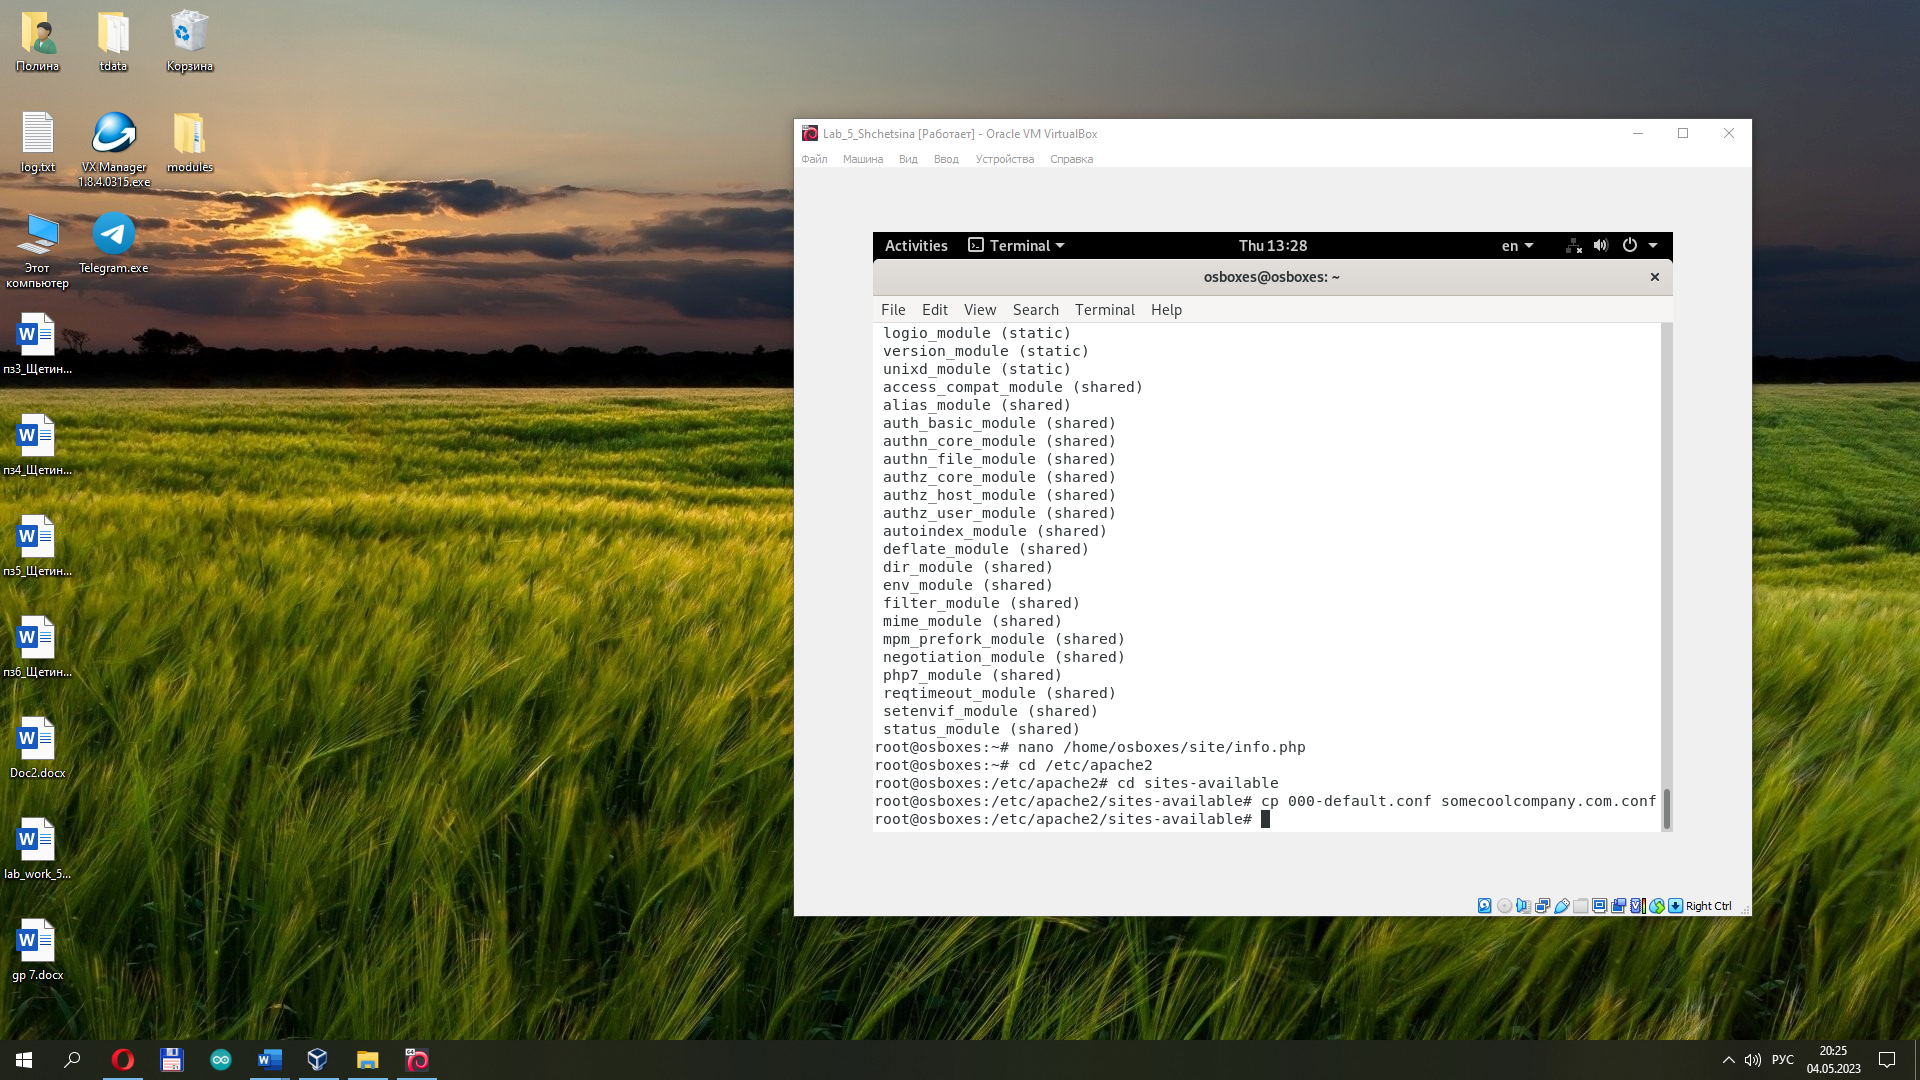 Полина
tdata
Корзина
log.txt
VX Manager
1.8.4.0315.exe
modules
Этот
компьютер
Telegram.exe
пз3_Щетин...
пз4_Щетин...
пз5_Щетин...
пз6_Щетин...
Doc2.docx
lab_work_5...
gp 7.docx
Lab_5_Shchetsina [Работает] - Oracle VM VirtualBox
Файл Машина Вид Ввод Устройства Справка
Activities Terminal Thu 13:28 en
osboxes@osboxes: ~
File Edit View Search Terminal Help
logio_module (static)
version_module (static)
unixd_module (static)
access_compat_module (shared)
alias_module (shared)
auth_basic_module (shared)
authn_core_module (shared)
authn_file_module (shared)
authz_core_module (shared)
authz_host_module (shared)
authz_user_module (shared)
autoindex_module (shared)
deflate_module (shared)
dir_module (shared)
env_module (shared)
filter_module (shared)
mime_module (shared)
mpm_prefork_module (shared)
negotiation_module (shared)
php7_module (shared)
reqtimeout_module (shared)
setenvif_module (shared)
status_module (shared)
root@osboxes:~# nano /home/osboxes/site/info.php
root@osboxes:~# cd /etc/apache2
root@osboxes:/etc/apache2# cd sites-available
root@osboxes:/etc/apache2/sites-available# cp 000-default.conf somecoolcompany.com.conf
root@osboxes:/etc/apache2/sites-available#
Right Ctrl
РУС
20:25
04.05.2023